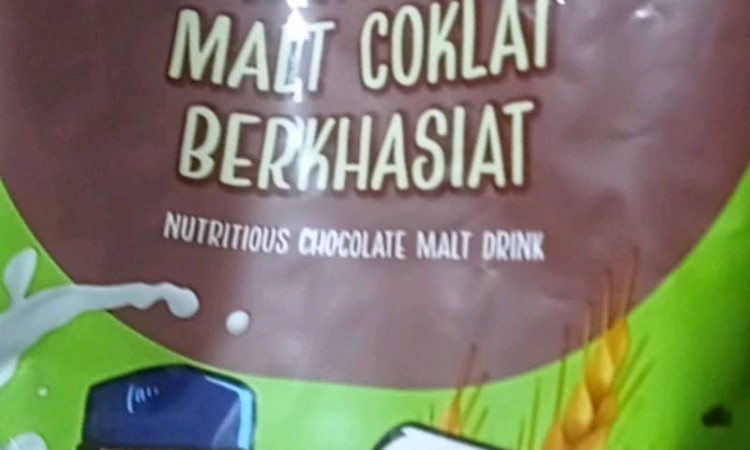 MALT COKLAT
BERKHASIAT
NUTRITIOUS CHOCOLATE MALT DRINK